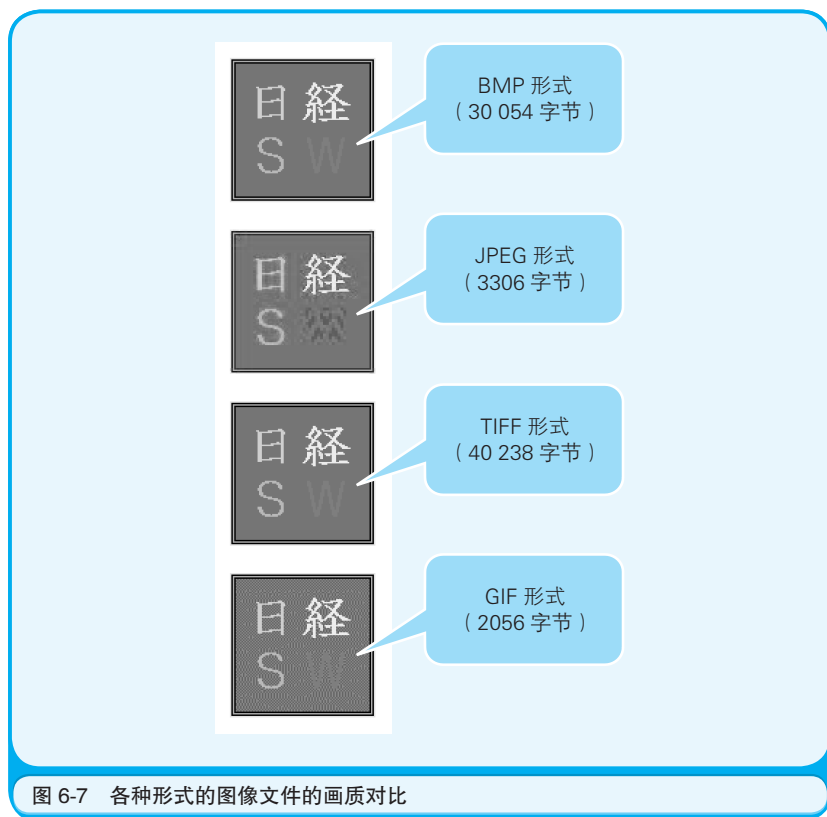 日 経
S W
BMP 形式
（30 054 字节）
日 経
S W
JPEG 形式
（3306 字节）
日 経
S W
TIFF 形式
（40 238 字节）
日 経
S W
GIF 形式
（2056 字节）
图 6-7 各种形式的图像文件的画质对比